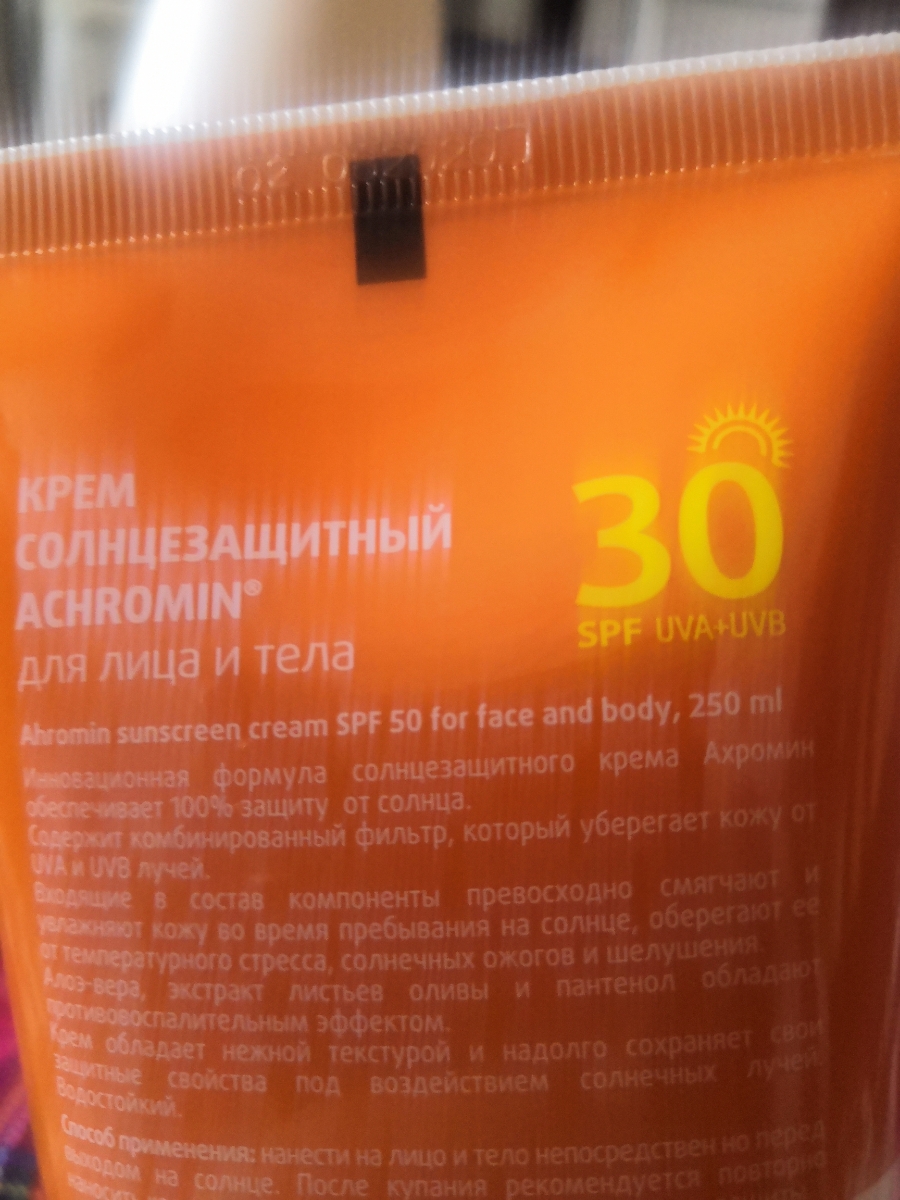 КРЕМ
СОЛНЦЕЗАЩИТНЫЙ
ACHROMIN®
для лица и тела
30
SPF UVA+UVB
Ahromin sunscreen cream SPF 50 for face and body, 250 ml
Инновационная формула солнцезащитного крема Ахромин
обеспечивает 100% защиту от солнца.
Содержит комбинированный фильтр, который уберегает кожу от
UVA и UVB лучей.
Входящие в состав компоненты превосходно смягчают и
увлажняют кожу во время пребывания на солнце, оберегают ее
от температурного стресса, солнечных ожогов и шелушения.
Алоэ-вера, экстракт листьев оливы и пантенол обладают
противовоспалительным эффектом.
Крем обладает нежной текстурой и надолго сохраняет свои
защитные свойства под воздействием солнечных лучей.
Водостойкий.
Способ применения: нанести на лицо и тело непосредствен но перед
выходом на солнце. После купания рекомендуется повторно
наносить